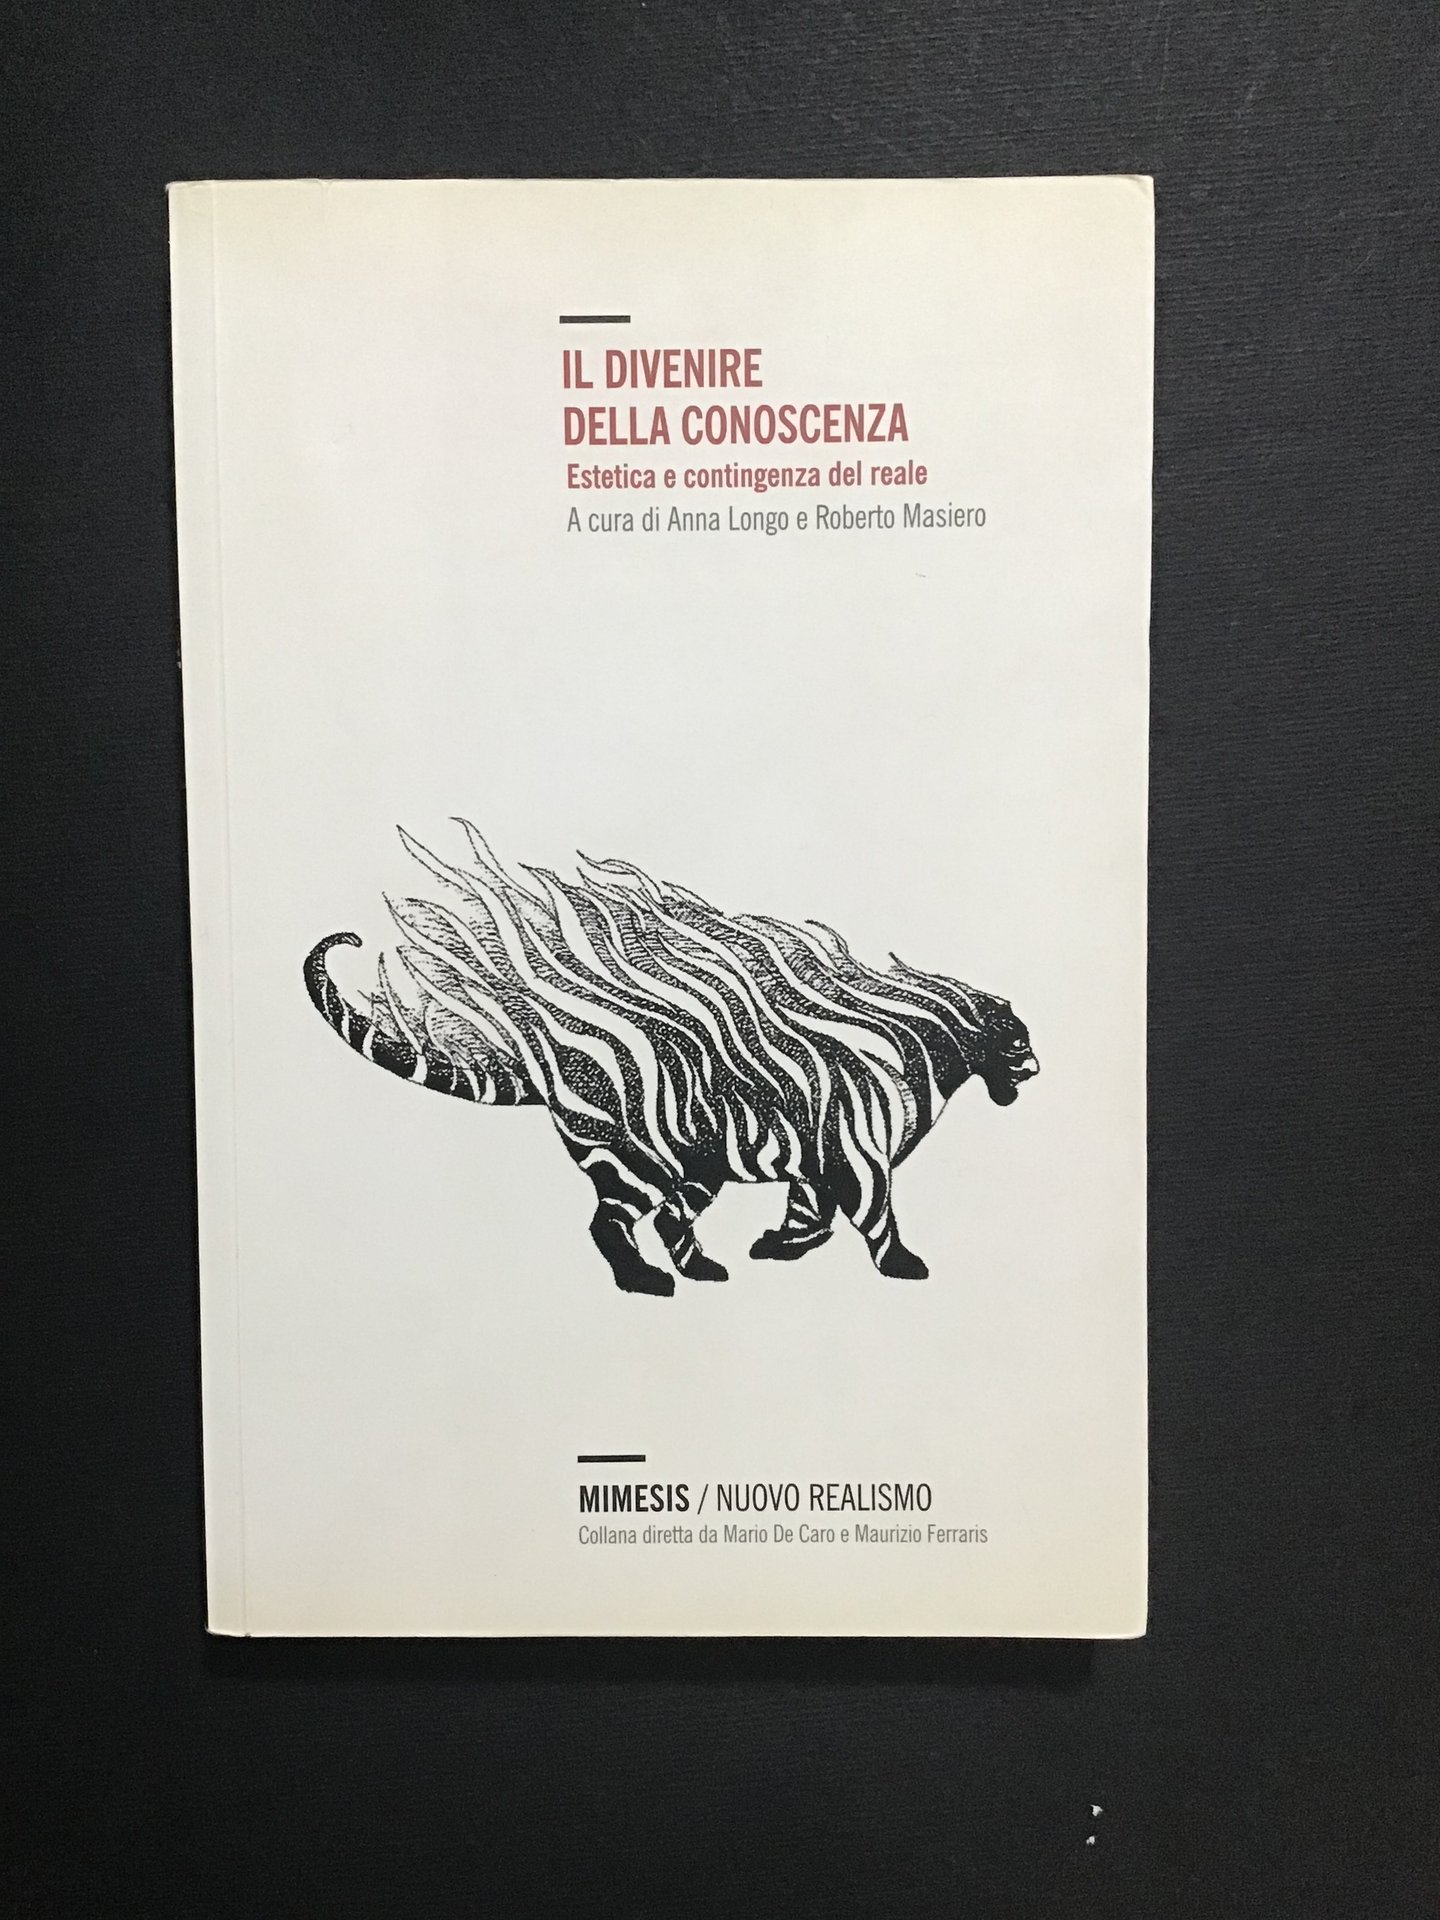 IL DIVENIRE
DELLA CONOSCENZA
Estetica e contingenza del reale
A cura di Anna Longo e Roberto Masiero
MIMESIS / NUOVO REALISMO
Collana diretta da Mario De Caro e Maurizio Ferraris